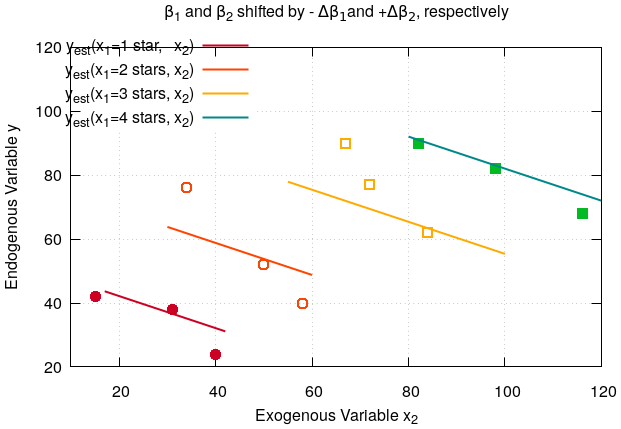 β₁ and β₂ shifted by - Δβ₁and +Δβ₂, respectively
y_est(x₁=1 star,   x₂)
y_est(x₁=2 stars, x₂)
y_est(x₁=3 stars, x₂)
y_est(x₁=4 stars, x₂)
120
100
80
60
40
20
Endogenous Variable y
20 40 60 80 100 120
Exogenous Variable x₂